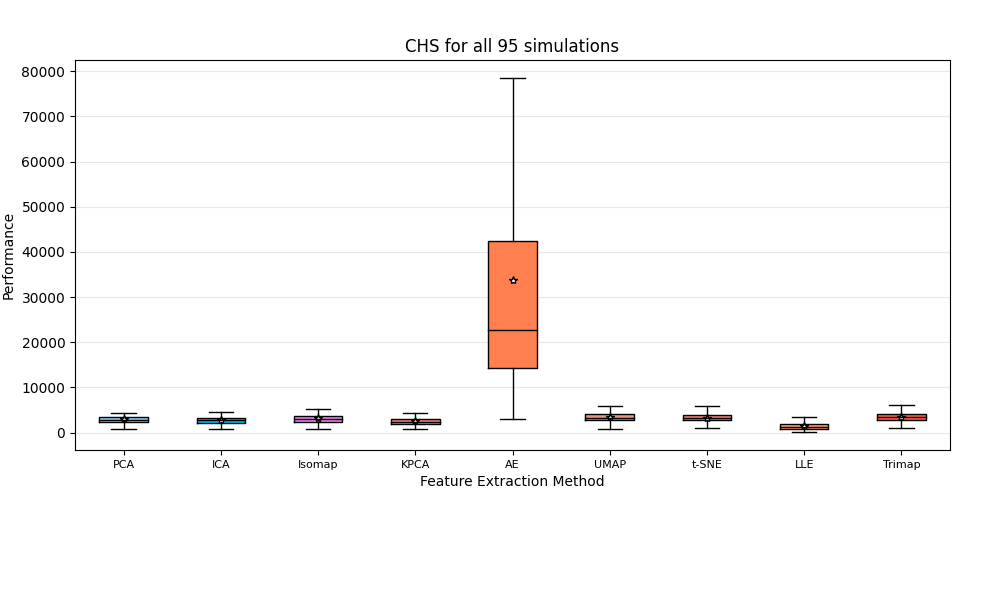 CHS for all 95 simulations
Performance
80000
70000
60000
50000
40000
30000
20000
10000
0
PCA ICA Isomap KPCA AE UMAP t-SNE LLE Trimap
Feature Extraction Method